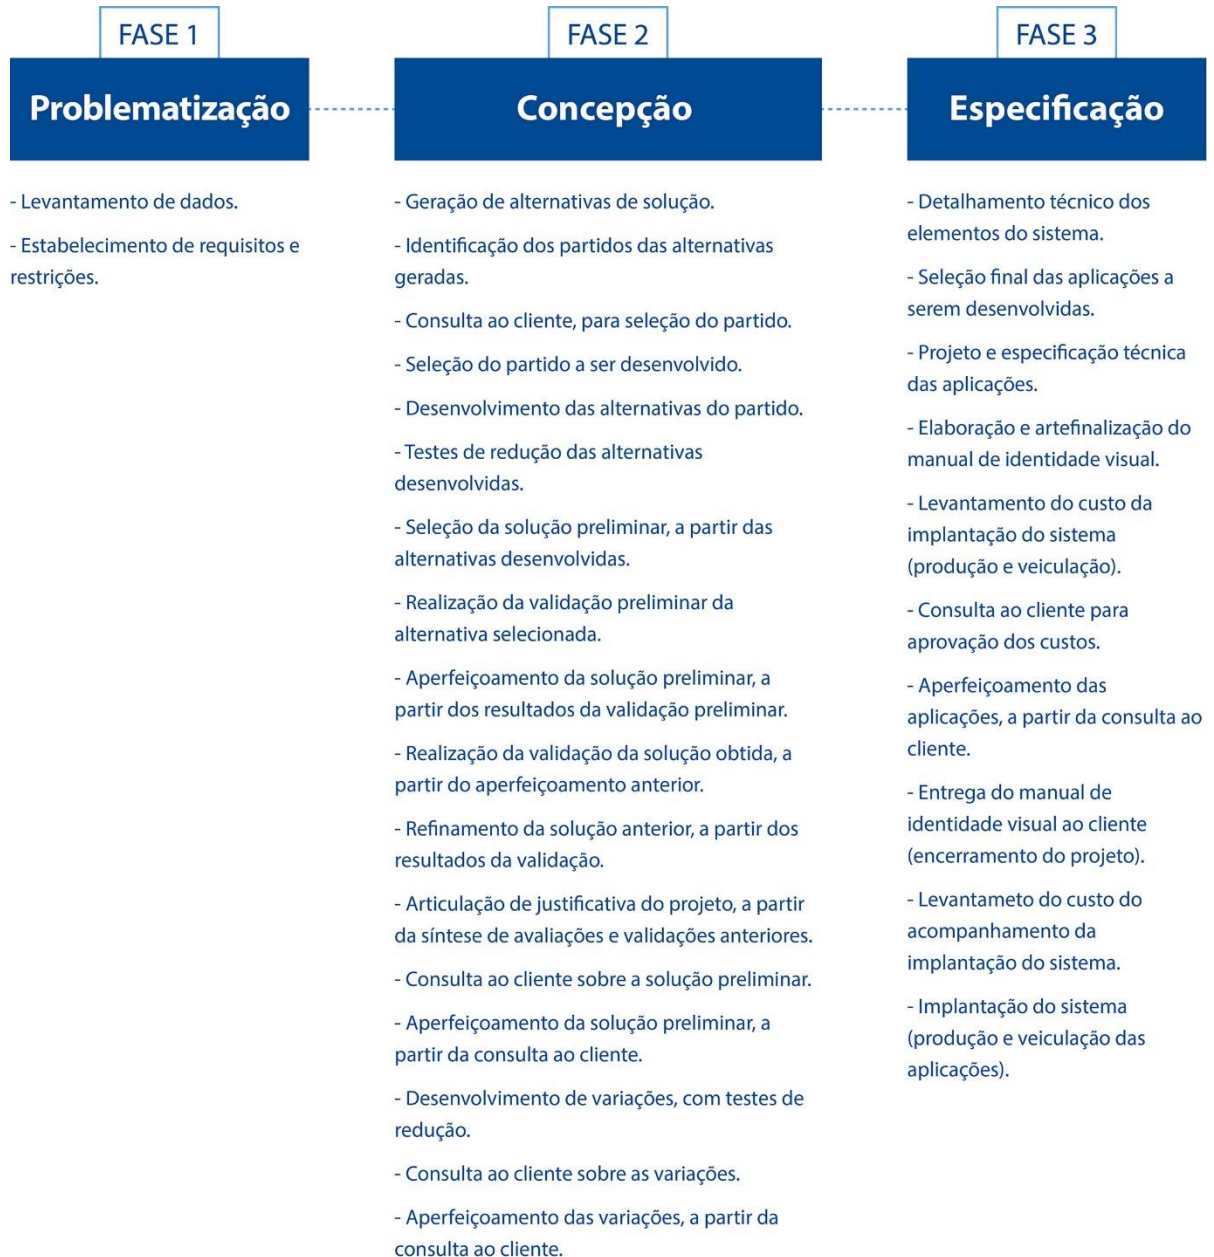 FASE 1
Problematização
- Levantamento de dados.
- Estabelecimento de requisitos e
restrições.
FASE 2
Concepção
- Geração de alternativas de solução.
- Identificação dos partidos das alternativas
geradas.
- Consulta ao cliente, para seleção do partido.
- Seleção do partido a ser desenvolvido.
- Desenvolvimento das alternativas do partido.
- Testes de redução das alternativas
desenvolvidas.
- Seleção da solução preliminar, a partir das
alternativas desenvolvidas.
- Realização da validação preliminar da
alternativa selecionada.
- Aperfeiçoamento da solução preliminar, a
partir dos resultados da validação preliminar.
- Realização da validação da solução obtida, a
partir do aperfeiçoamento anterior.
- Refinamento da solução anterior, a partir dos
resultados da validação.
- Articulação de justificativa do projeto, a partir
da síntese de avaliações e validações anteriores.
- Consulta ao cliente sobre a solução preliminar.
- Aperfeiçoamento da solução preliminar, a
partir da consulta ao cliente.
- Desenvolvimento de variações, com testes de
redução.
- Consulta ao cliente sobre as variações.
- Aperfeiçoamento das variações, a partir da
consulta ao cliente.
FASE 3
Especificação
- Detalhamento técnico dos
elementos do sistema.
- Seleção final das aplicações a
serem desenvolvidas.
- Projeto e especificação técnica
das aplicações.
- Elaboração e artefinalização do
manual de identidade visual.
- Levantamento do custo da
implantação do sistema
(produção e veiculação).
- Consulta ao cliente para
aprovação dos custos.
- Aperfeiçoamento das
aplicações, a partir da consulta ao
cliente.
- Entrega do manual de
identidade visual ao cliente
(encerramento do projeto).
- Levantameto do custo do
acompanhamento da
implantação do sistema.
- Implantação do sistema
(produção e veiculação das
aplicações).